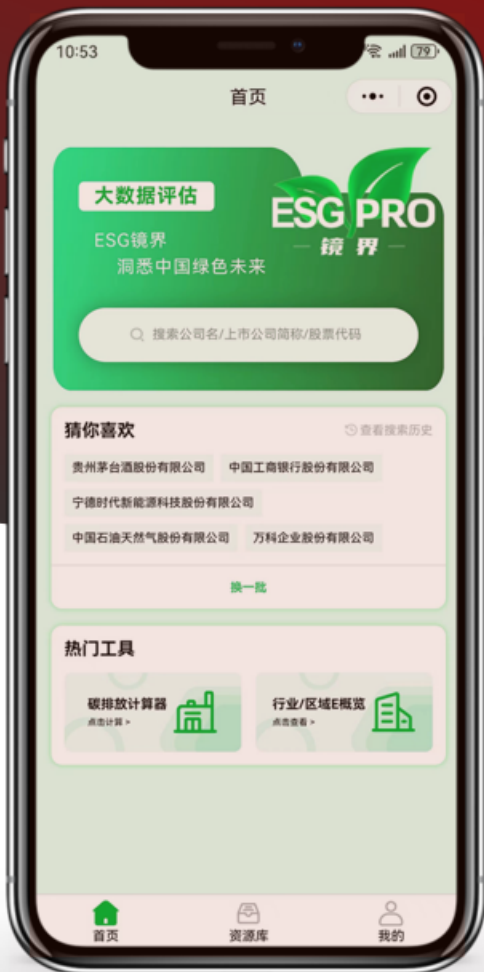 10:53
79
首页
大数据评估
ESG PRO
镜界
ESG镜界
洞悉中国绿色未来
搜索公司名/上市公司简称/股票代码
猜你喜欢
查看搜索历史
贵州茅台酒股份有限公司 中国工商银行股份有限公司
宁德时代新能源科技股份有限公司
中国石油天然气股份有限公司 万科企业股份有限公司
换一批
热门工具
碳排放计算器
点击计算 >
行业/区域E概览
点击查看 >
首页 资源库 我的